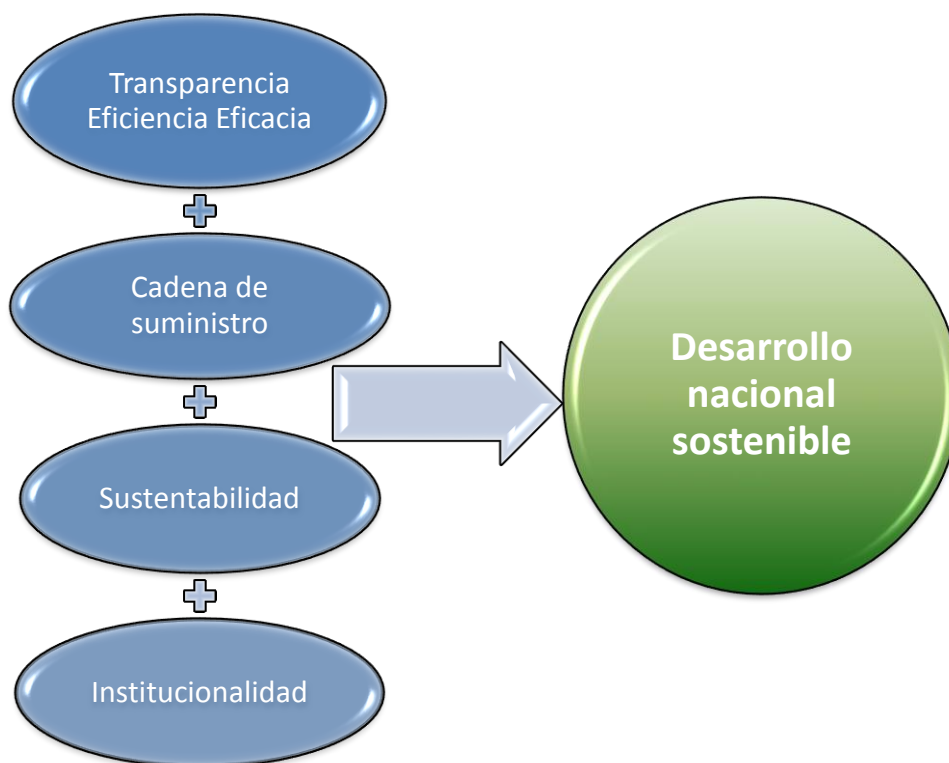 Transparencia
Eficiencia Eficacia
Cadena de
suministro
Sustentabilidad
Institucionalidad
Desarrollo
nacional
sostenible